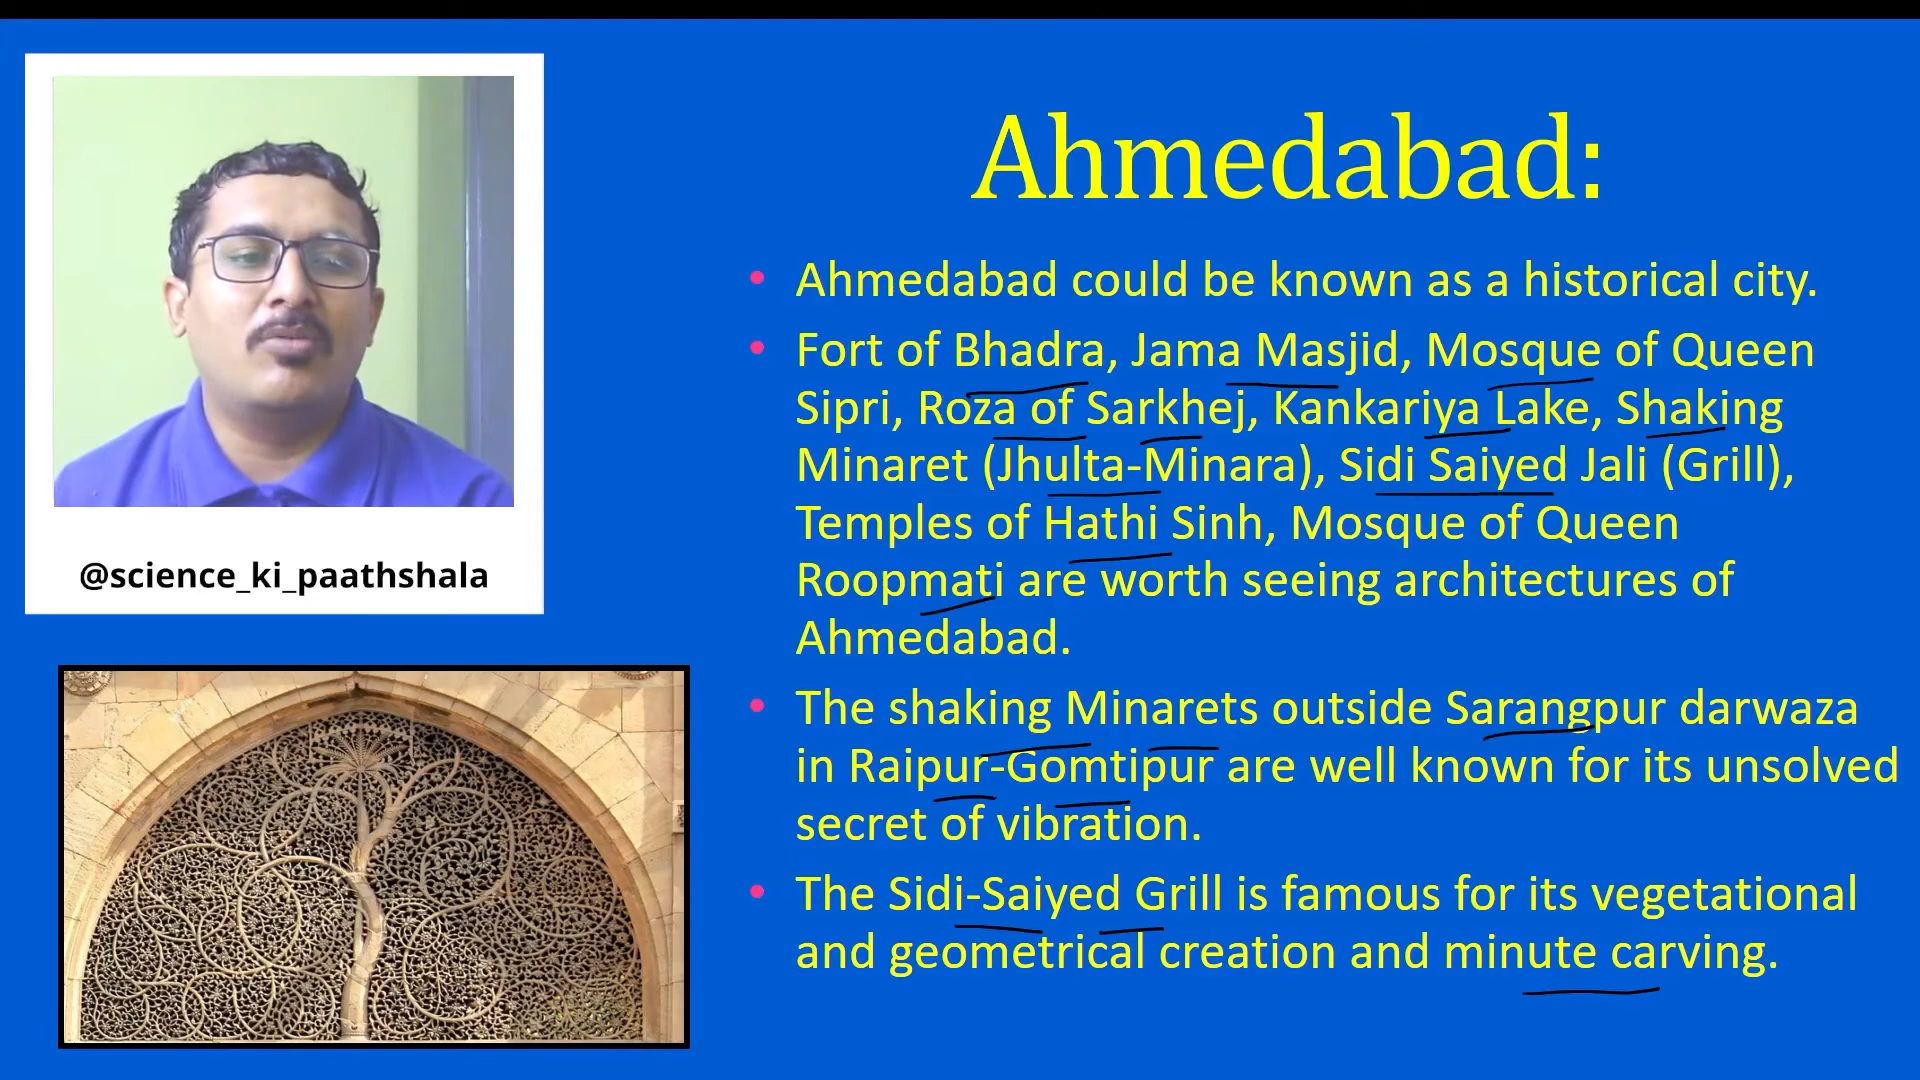 Ahmedabad:
• Ahmedabad could be known as a historical city.
• Fort of Bhadra, Jama Masjid, Mosque of Queen
Sipri, Roza of Sarkhej, Kankariya Lake, Shaking
Minaret (Jhulta-Minara), Sidi Saiyed Jali (Grill),
Temples of Hathi Sinh, Mosque of Queen
Roopmati are worth seeing architectures of
Ahmedabad.
• The shaking Minarets outside Sarangpur darwaza
in Raipur-Gomtipur are well known for its unsolved
secret of vibration.
• The Sidi-Saiyed Grill is famous for its vegetational
and geometrical creation and minute carving.
@science_ki_paathshala